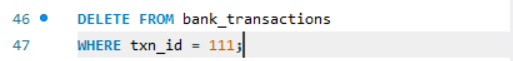 46 DELETE FROM bank_transactions
47 WHERE txn_id = 111;